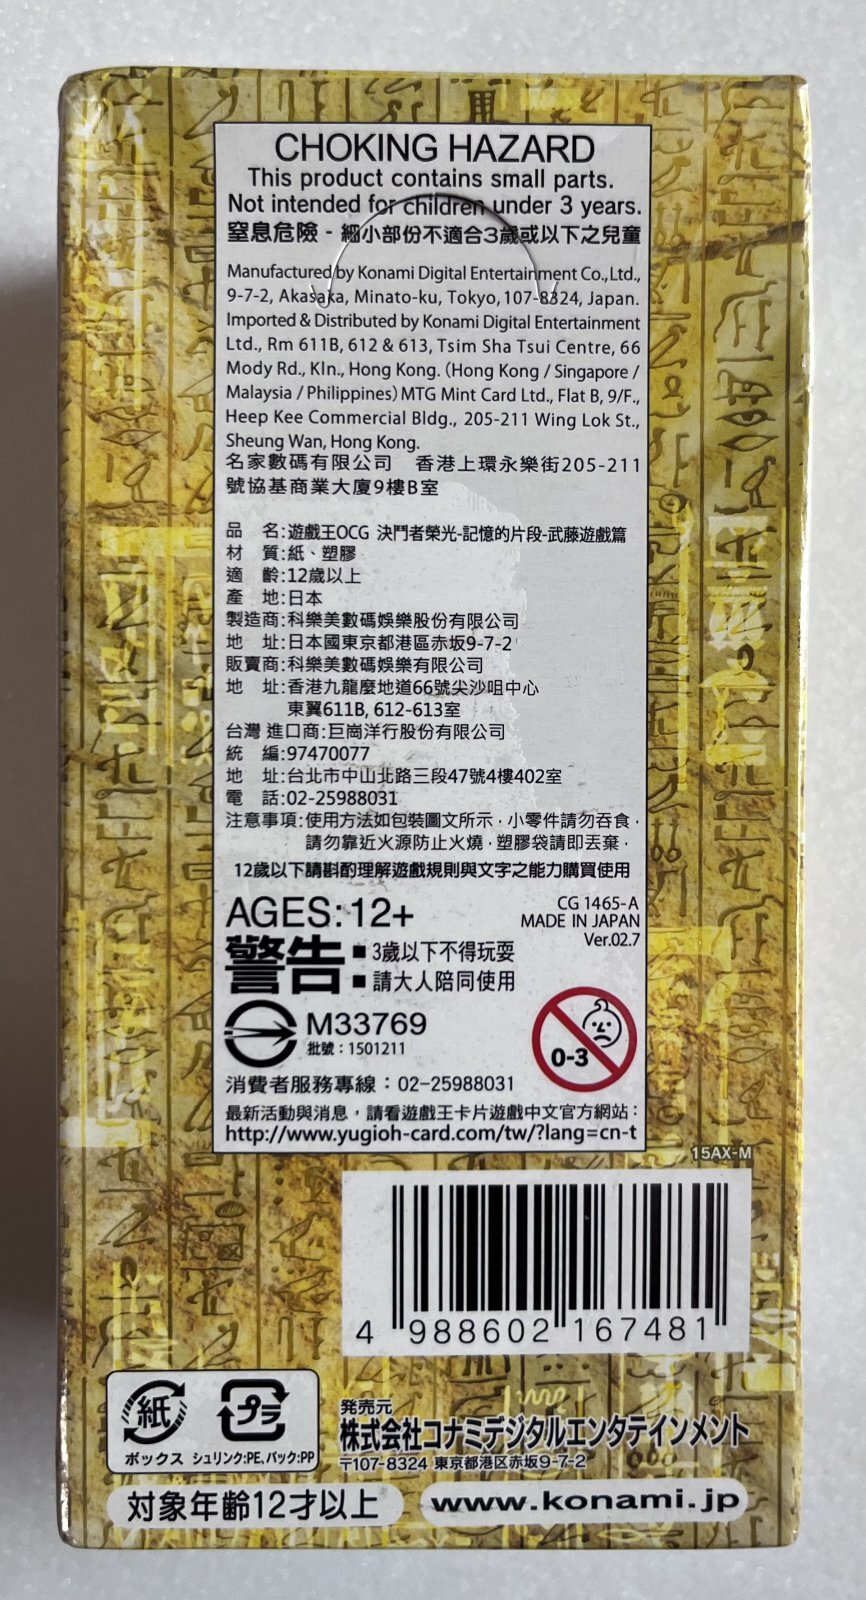 CHOKING HAZARD
This product contains small parts.
Not intended for children under 3 years.
窒息危險 - 細小部份不適合3歲或以下之兒童
Manufactured by Konami Digital Entertainment Co.,Ltd.,
9-7-2, Akasaka, Minato-ku, Tokyo, 107-8324, Japan.
Imported & Distributed by Konami Digital Entertainment
Ltd., Rm 611B, 612 & 613, Tsim Sha Tsui Centre, 66
Mody Rd., Kln., Hong Kong. (Hong Kong / Singapore /
Malaysia / Philippines) MTG Mint Card Ltd., Flat B, 9/F.,
Heep Kee Commercial Bldg., 205-211 Wing Lok St.,
Sheung Wan, Hong Kong.
名家數碼有限公司　香港上環永樂街205-211
號協基商業大廈9樓B室
品　名:遊戲王OCG 決鬥者榮光-記憶的片段-武藤遊戲篇
材　質:紙、塑膠
適　齡:12歲以上
產　地:日本
製造商:科樂美數碼娛樂股份有限公司
地　址:日本國東京都港區赤坂9-7-2
販賣商:科樂美數碼娛樂有限公司
地　址:香港九龍麼地道66號尖沙咀中心
東翼611B, 612-613室
台灣 進口商:巨崗洋行股份有限公司
統　編:97470077
地　址:台北市中山北路三段47號4樓402室
電　話:02-25988031
注意事項:使用方法如包裝圖文所示．小零件請勿吞食．
請勿靠近火源防止火燒．塑膠袋請即丟棄．
12歲以下請斟酌理解遊戲規則與文字之能力購買使用
AGES: 12+
CG 1465-A
MADE IN JAPAN
Ver.02.7
警告
■ 3歲以下不得玩耍
■ 請大人陪同使用
M33769
批號：1501211
0-3
消費者服務專線：02-25988031
最新活動與消息，請看遊戲王卡片遊戲中文官方網站：
http://www.yugioh-card.com/tw/?lang=cn-t
15AX-M
4 988602 167481
紙
ボックス
プラ
シュリンク:PE、パック:PP
発売元
株式会社コナミデジタルエンタテインメント
〒107-8324 東京都港区赤坂9-7-2
対象年齢12才以上
www.konami.jp